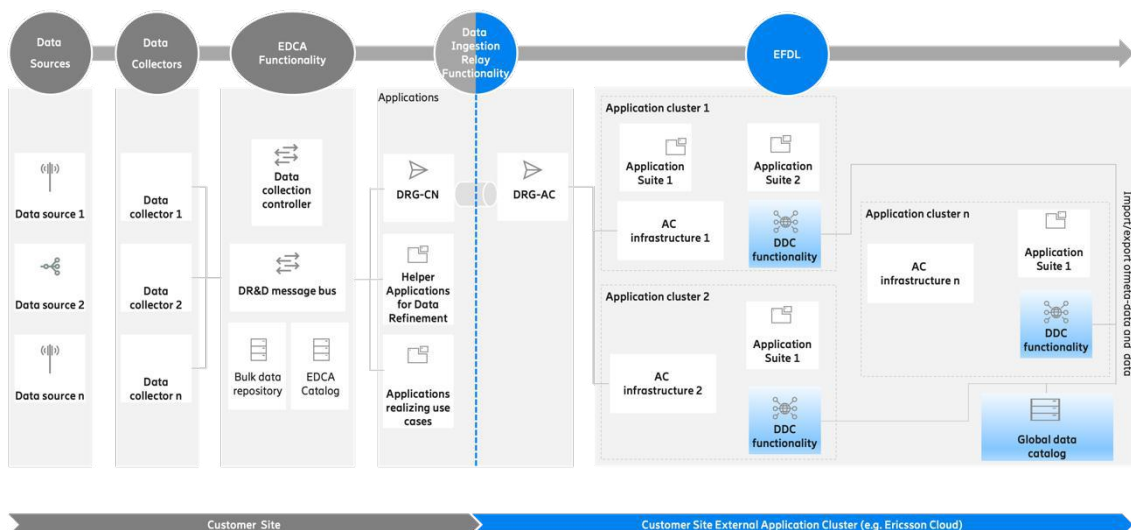 Data
Sources
Data
Collectors
EDCA
Functionality
Data
Ingestion
Relay
Functionality
EFDL
Applications
Data source 1
Data source 2
Data source n
Data
collector 1
Data
collector 2
Data
collector n
Data
collection
controller
DR&D message bus
Bulk data
repository
EDCA
Catalog
DRG-CN
Helper
Applications
for Data
Refinement
Applications
realizing use
cases
DRG-AC
Application cluster 1
Application
Suite 1
Application
Suite 2
AC
infrastructure 1
DDC
functionality
Application cluster 2
Application
Suite 1
AC
infrastructure 2
DDC
functionality
Application cluster n
Application
Suite 1
AC
infrastructure n
DDC
functionality
Global data
catalog
Import/export ofmeta-data and data
Customer Site
Customer Site External Application Cluster (e.g. Ericsson Cloud)